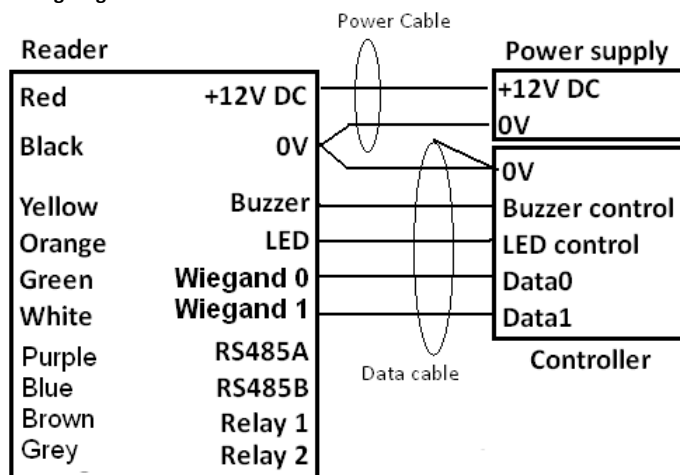 Power Cable
Reader
Power supply
Red +12V DC
+12V DC
0V
Black 0V
0V
Yellow Buzzer
Buzzer control
Orange LED
LED control
Green Wiegand 0
Data0
White Wiegand 1
Data1
Purple RS485A
Controller
Data cable
Blue RS485B
Brown Relay 1
Grey Relay 2